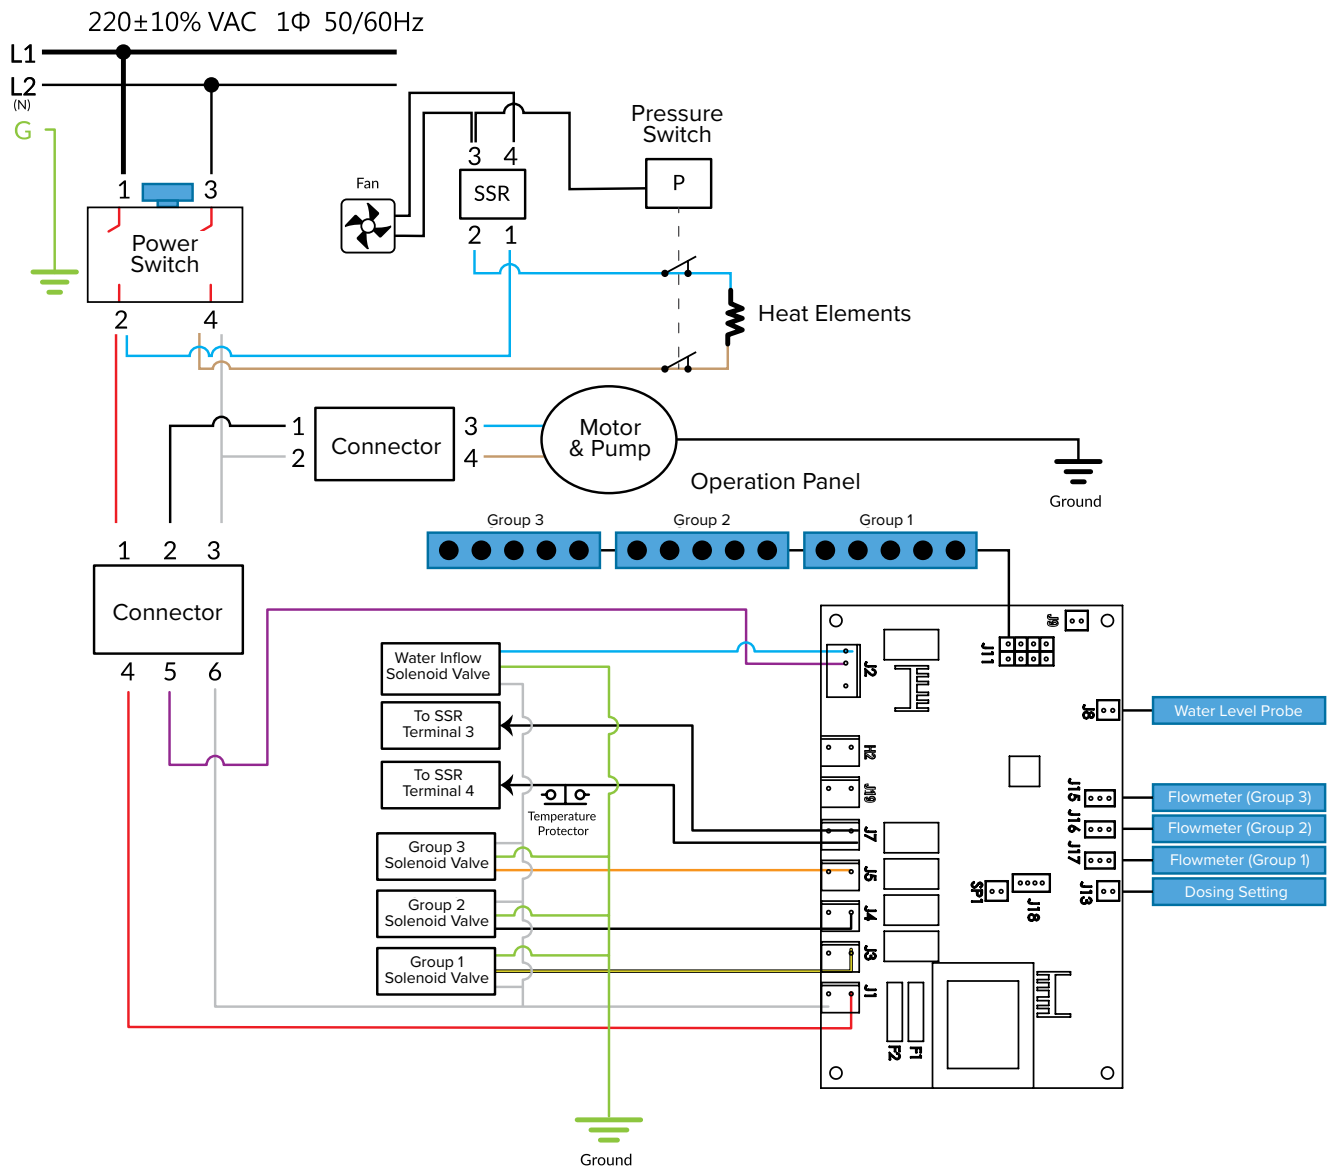 220±10% VAC 1Φ 50/60Hz
L1
L2
(N)
G
Pressure
Switch
3 4
Fan
SSR
P
1 3
2 1
Power
Switch
Heat Elements
2 4
1
Connector
3
2
4
Motor
& Pump
Operation Panel
Ground
Group 3
Group 2
Group 1
1 2 3
Connector
4 5 6
Water Inflow
Solenoid Valve
To SSR
Terminal 3
To SSR
Terminal 4
Temperature
Protector
Group 3
Solenoid Valve
Group 2
Solenoid Valve
Group 1
Solenoid Valve
J9
J11
J2
J8
Water Level Probe
H2
J19
J7
J5
J4
J3
J1
J15
Flowmeter (Group 3)
J16
Flowmeter (Group 2)
J17
Flowmeter (Group 1)
SP1
J18
J13
Dosing Setting
F2
F1
Ground